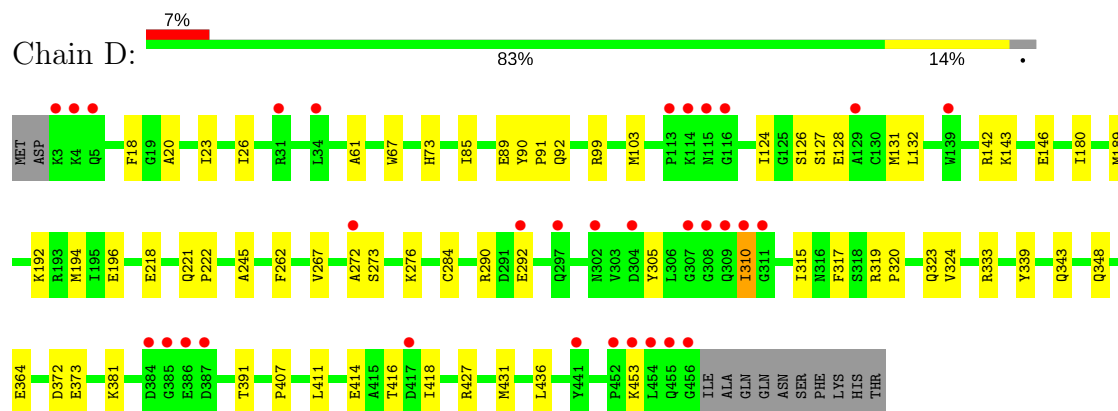 7%
Chain D:
83%
14%
MET ASP K3 K4 Q5 F18 G19 A20 I23 I26 R31 L34 A61 W67 H73 I85 E89 Y90 P91 Q92 R99 M103 P113 K114 N115 G116 I124 G125 S126 S127 E128 A129 C130 M131 L132 W139 R142 K143 E146 I180 M189
K192 R193 M194 I195 E196 E218 Q221 P222 A245 F262 V267 A272 S273 K276 C284 R290 D291 E292 Q297 N302 V303 D304 Y305 L306 G307 G308 Q309 I310 G311 I315 N316 F317 S318 R319 P320 Q323 V324 R333 Y339 Q343 Q348
E364 D372 E373 K381 D384 G385 E386 D387 T391 P407 L411 E414 A415 T416 D417 I418 R427 M431 L436 Y441 P452 K453 L454 Q455 G456 ILE ALA GLN GLN ASN SER PHE LYS HIS THR